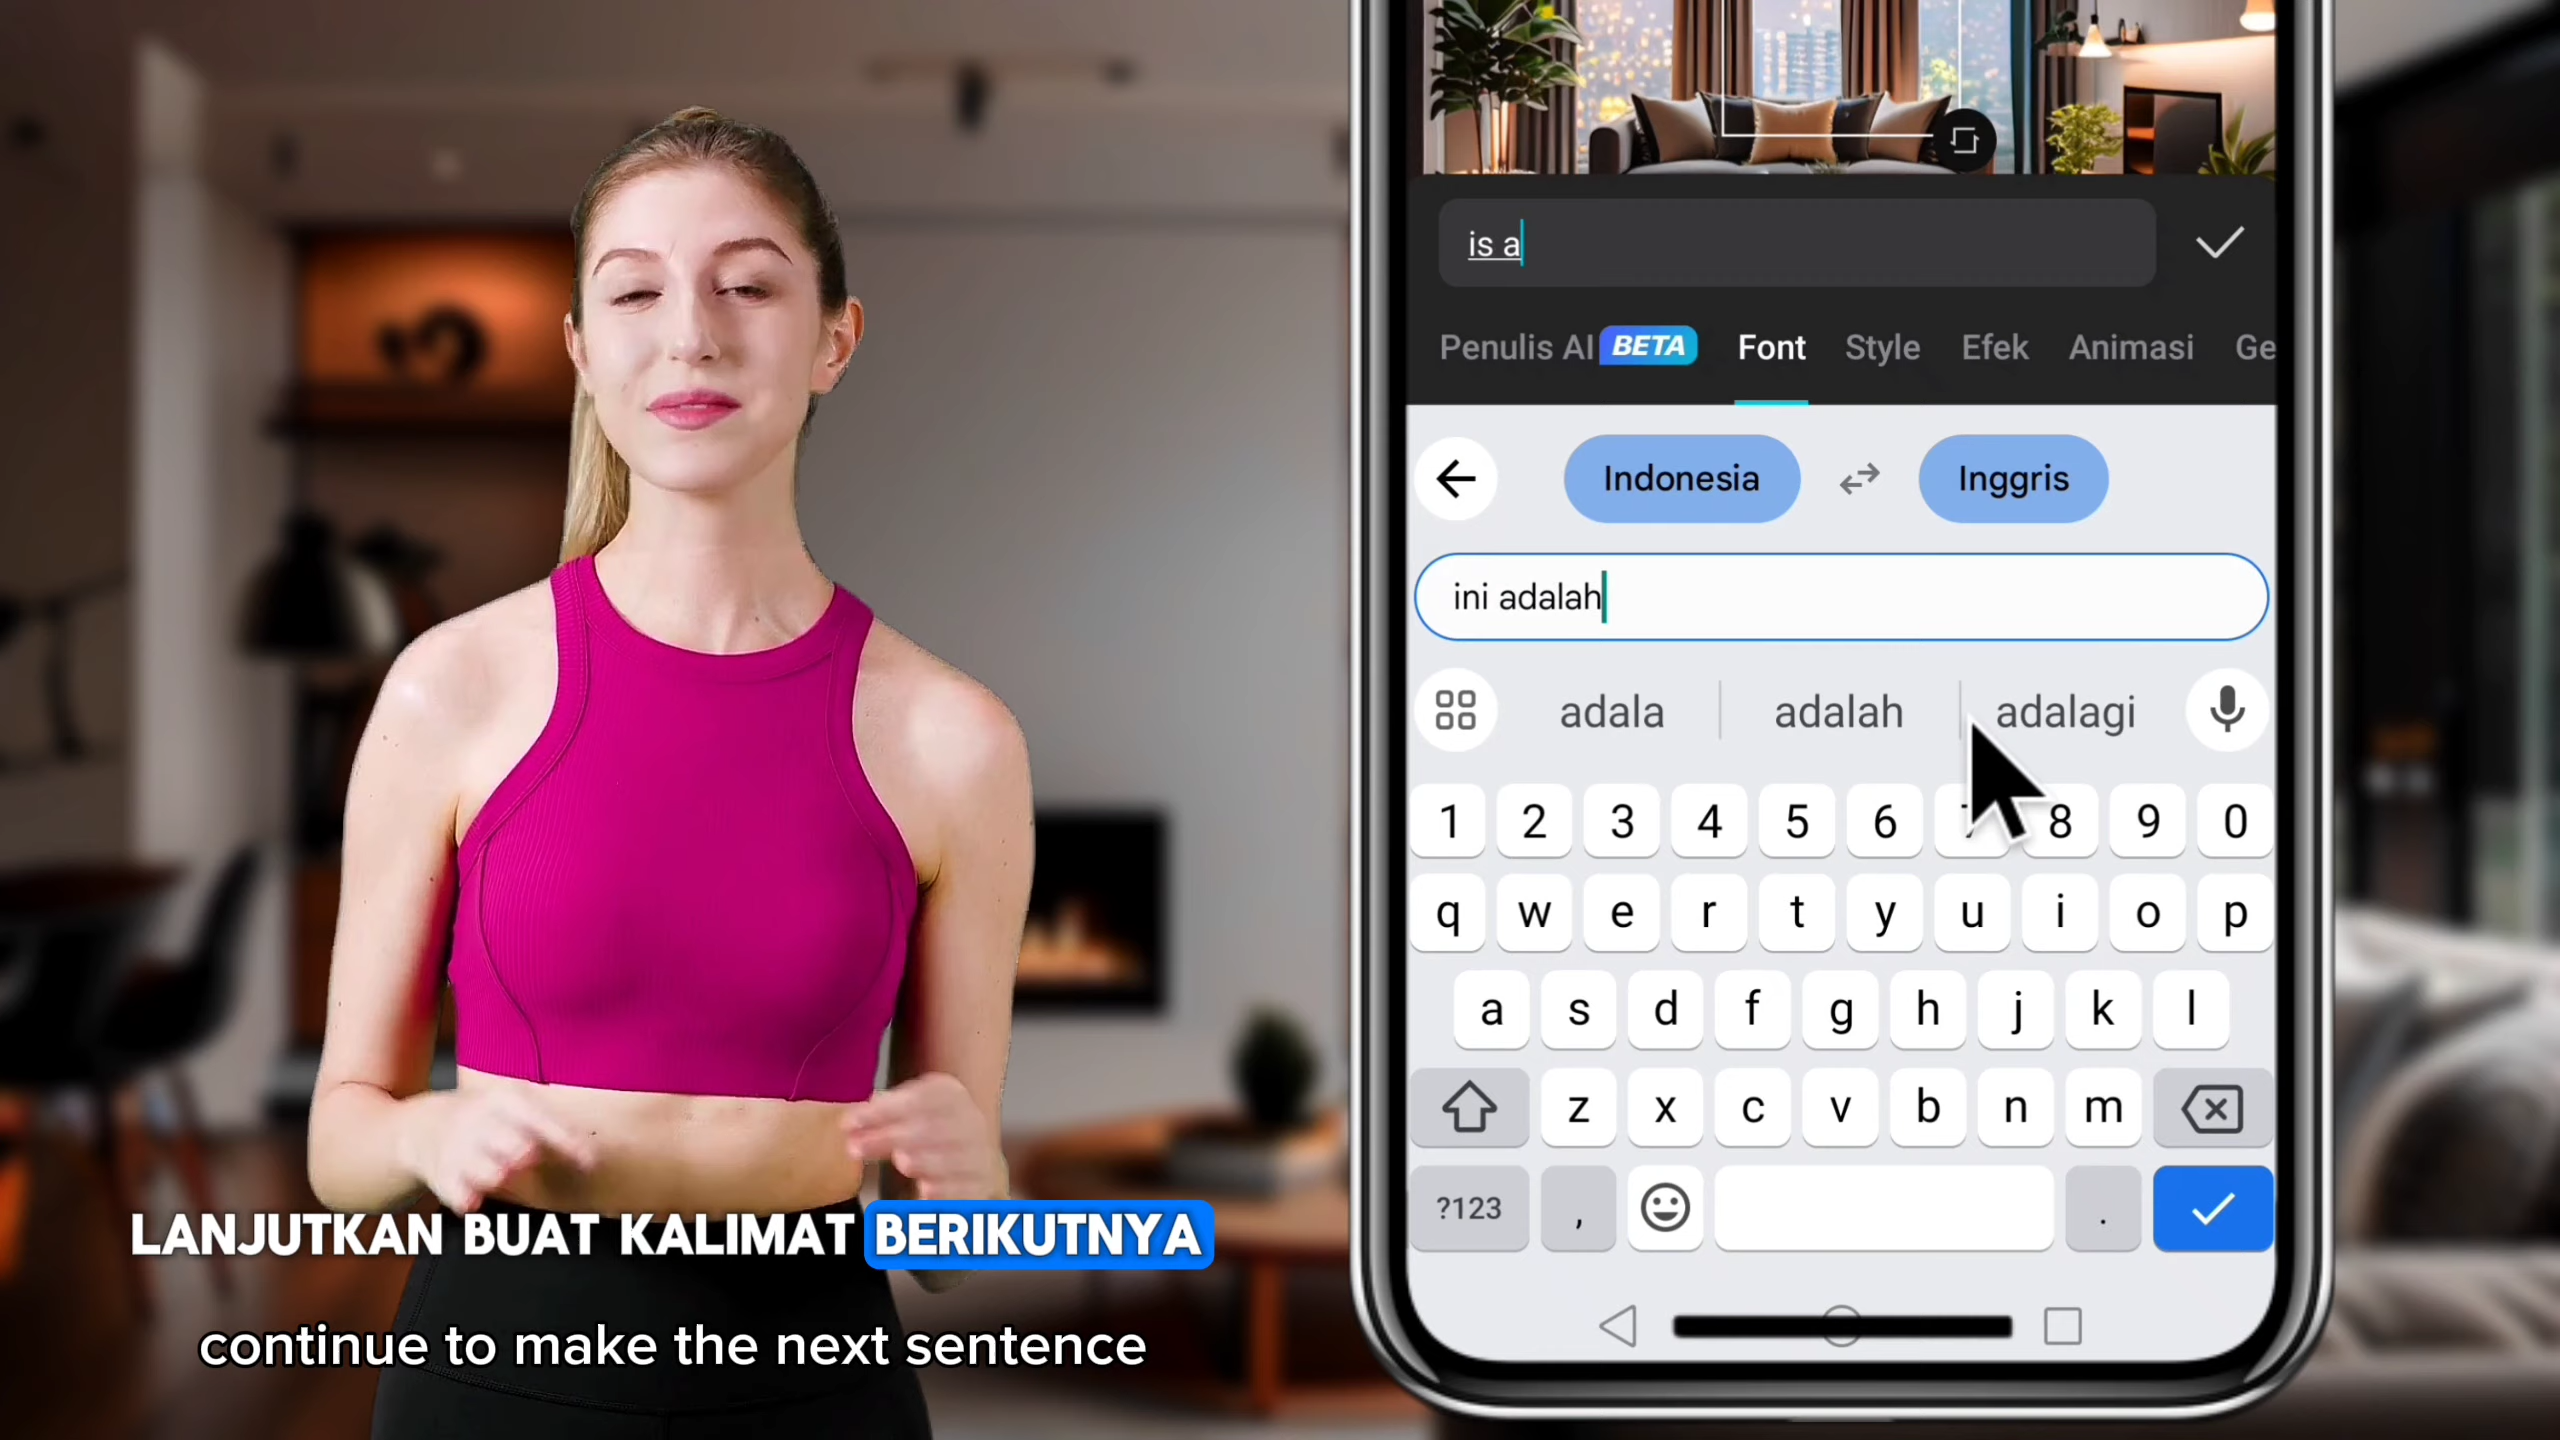 is a
Penulis AI BETA Font Style Efek Animasi Ge
Indonesia Inggris
ini adalah
adala adalah adalagi
1 2 3 4 5 6 7 8 9 0
q w e r t y u i o p
a s d f g h j k l
z x c v b n m
?123 , .
LANJUTKAN BUAT KALIMAT BERIKUTNYA
continue to make the next sentence